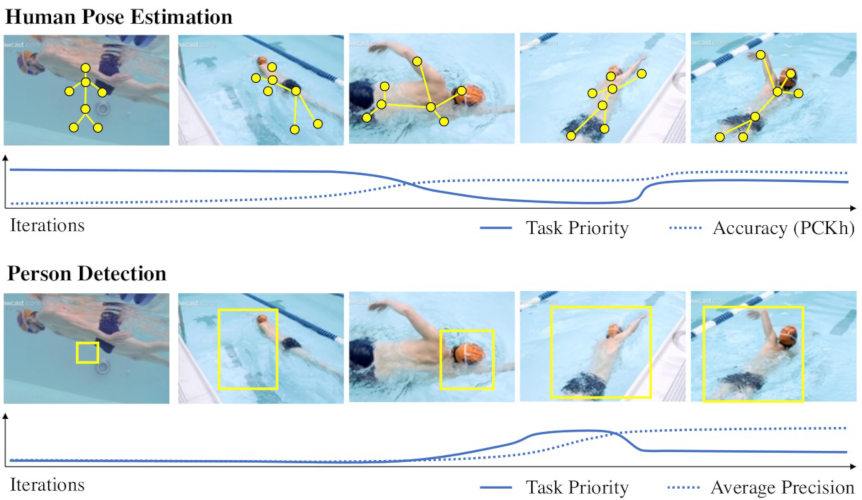 Human Pose Estimation
Iterations
Task Priority
Accuracy (PCKh)
Person Detection
Iterations
Task Priority
Average Precision